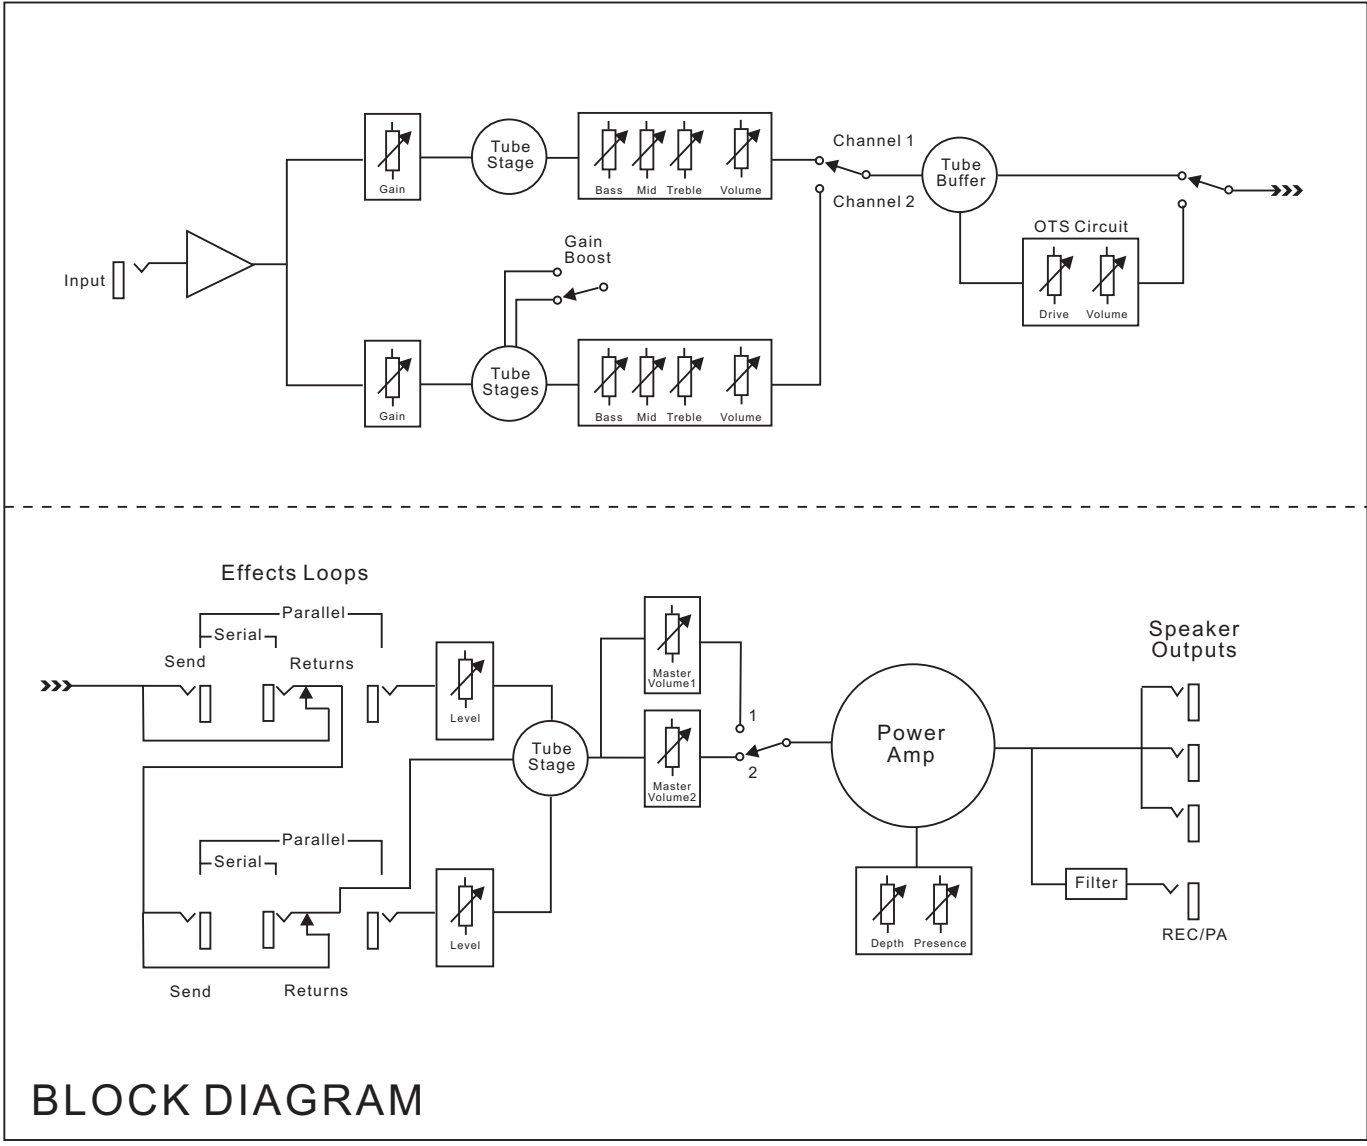 Gain
Tube
Stage
Bass Mid Treble Volume
Channel 1
Channel 2
Tube
Buffer
OTS Circuit
Drive Volume
Input
Gain
Boost
Gain
Tube
Stages
Bass Mid Treble Volume
Effects Loops
Parallel
Serial
Send
Returns
Level
Tube
Stage
Master
Volume1
Master
Volume2
1
2
Power
Amp
Depth Presence
Speaker
Outputs
Filter
REC/PA
Parallel
Serial
Level
Send
Returns
BLOCK DIAGRAM